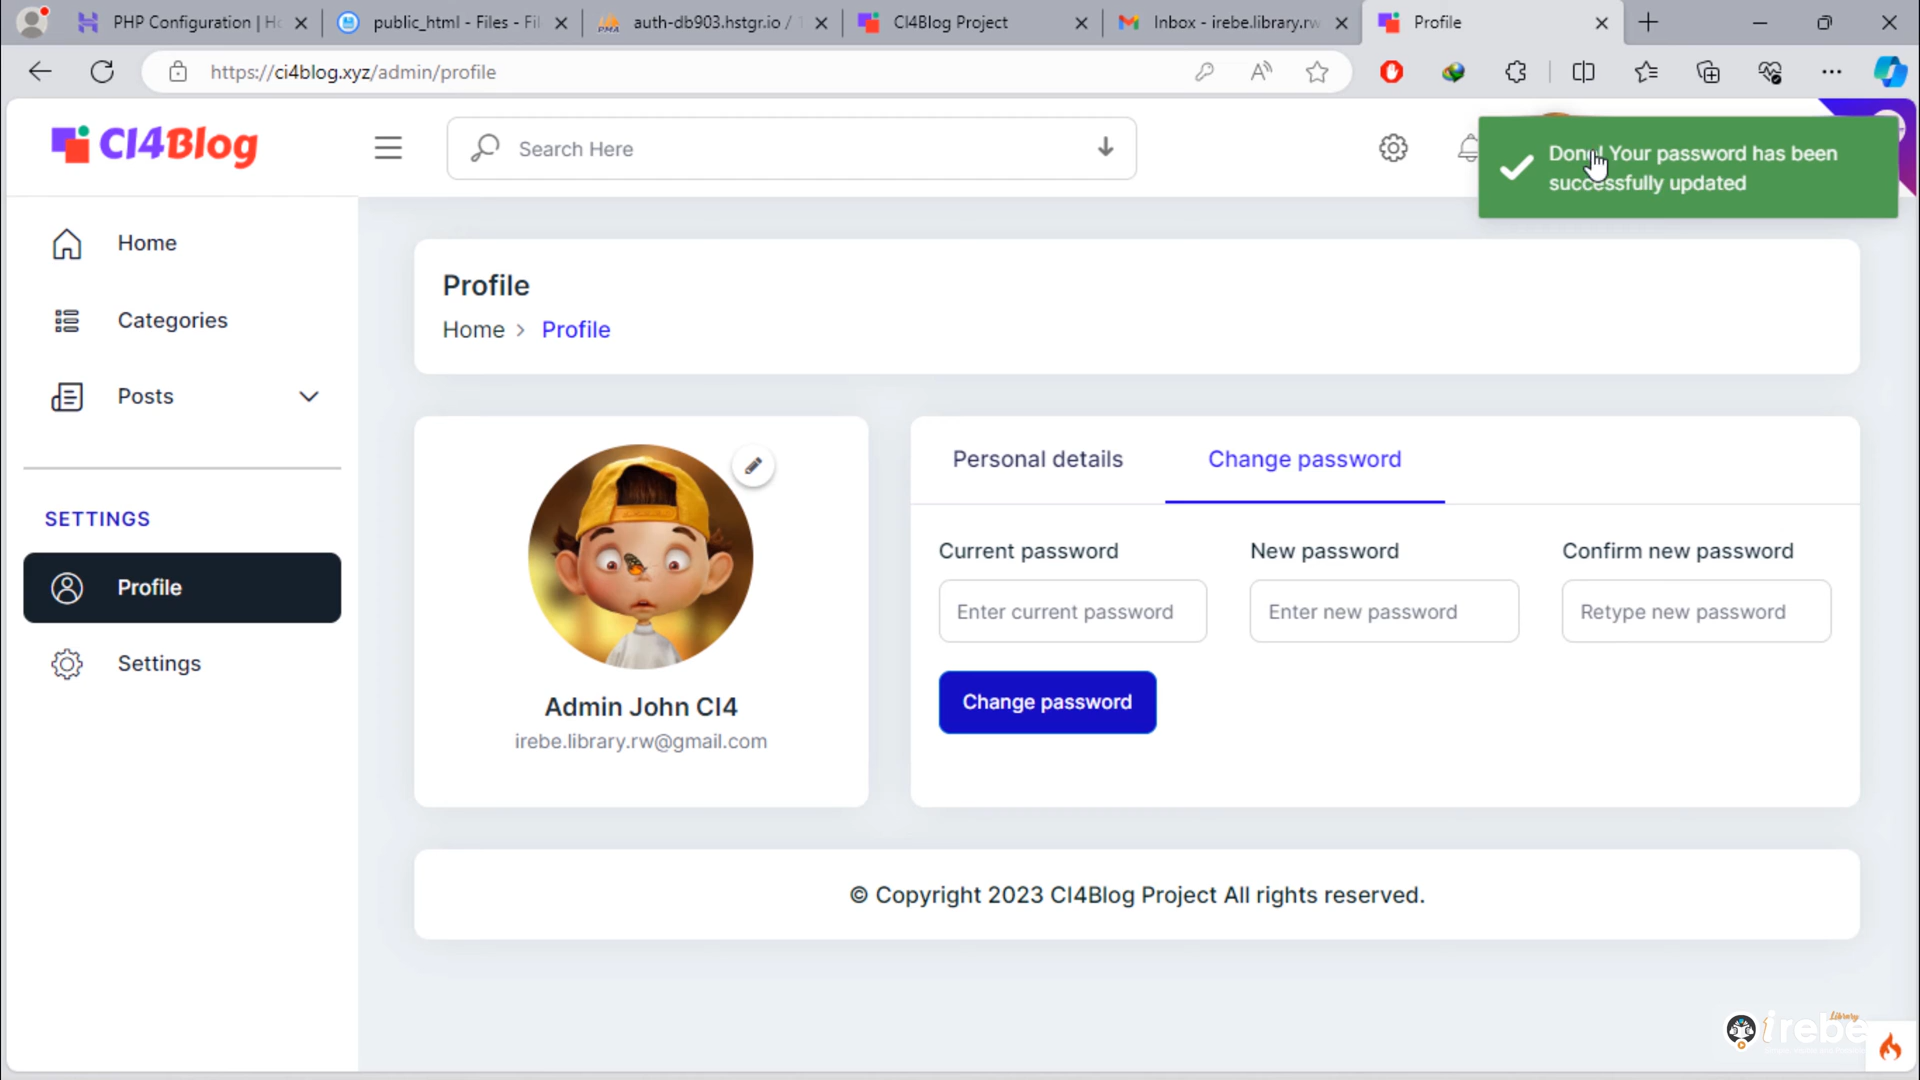 PHP Configuration | Ho
public_html - Files - Fil
auth-db903.hstgr.io / 1
CI4Blog Project
Inbox - irebe.library.rw
Profile
https://ci4blog.xyz/admin/profile
CI4Blog
Search Here
Done! Your password has been
successfully updated
Home
Categories
Posts
SETTINGS
Profile
Settings
Profile
Home > Profile
Admin John CI4
irebe.library.rw@gmail.com
Personal details
Change password
Current password
New password
Confirm new password
Enter current password
Enter new password
Retype new password
Change password
© Copyright 2023 CI4Blog Project All rights reserved.
Library
irebe